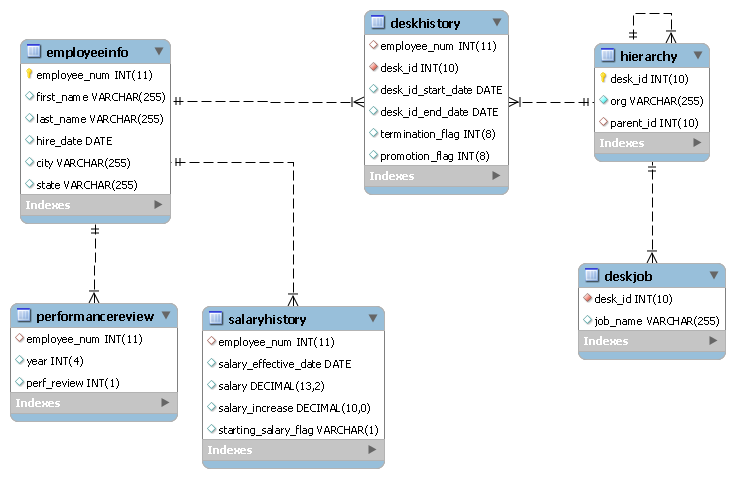 employeeinfo
employee_num INT(11)
first_name VARCHAR(255)
last_name VARCHAR(255)
hire_date DATE
city VARCHAR(255)
state VARCHAR(255)
Indexes
deskhistory
employee_num INT(11)
desk_id INT(10)
desk_id_start_date DATE
desk_id_end_date DATE
termination_flag INT(8)
promotion_flag INT(8)
Indexes
hierarchy
desk_id INT(10)
org VARCHAR(255)
parent_id INT(10)
Indexes
performancereview
employee_num INT(11)
year INT(4)
perf_review INT(1)
Indexes
salaryhistory
employee_num INT(11)
salary_effective_date DATE
salary DECIMAL(13,2)
salary_increase DECIMAL(10,0)
starting_salary_flag VARCHAR(1)
Indexes
deskjob
desk_id INT(10)
job_name VARCHAR(255)
Indexes